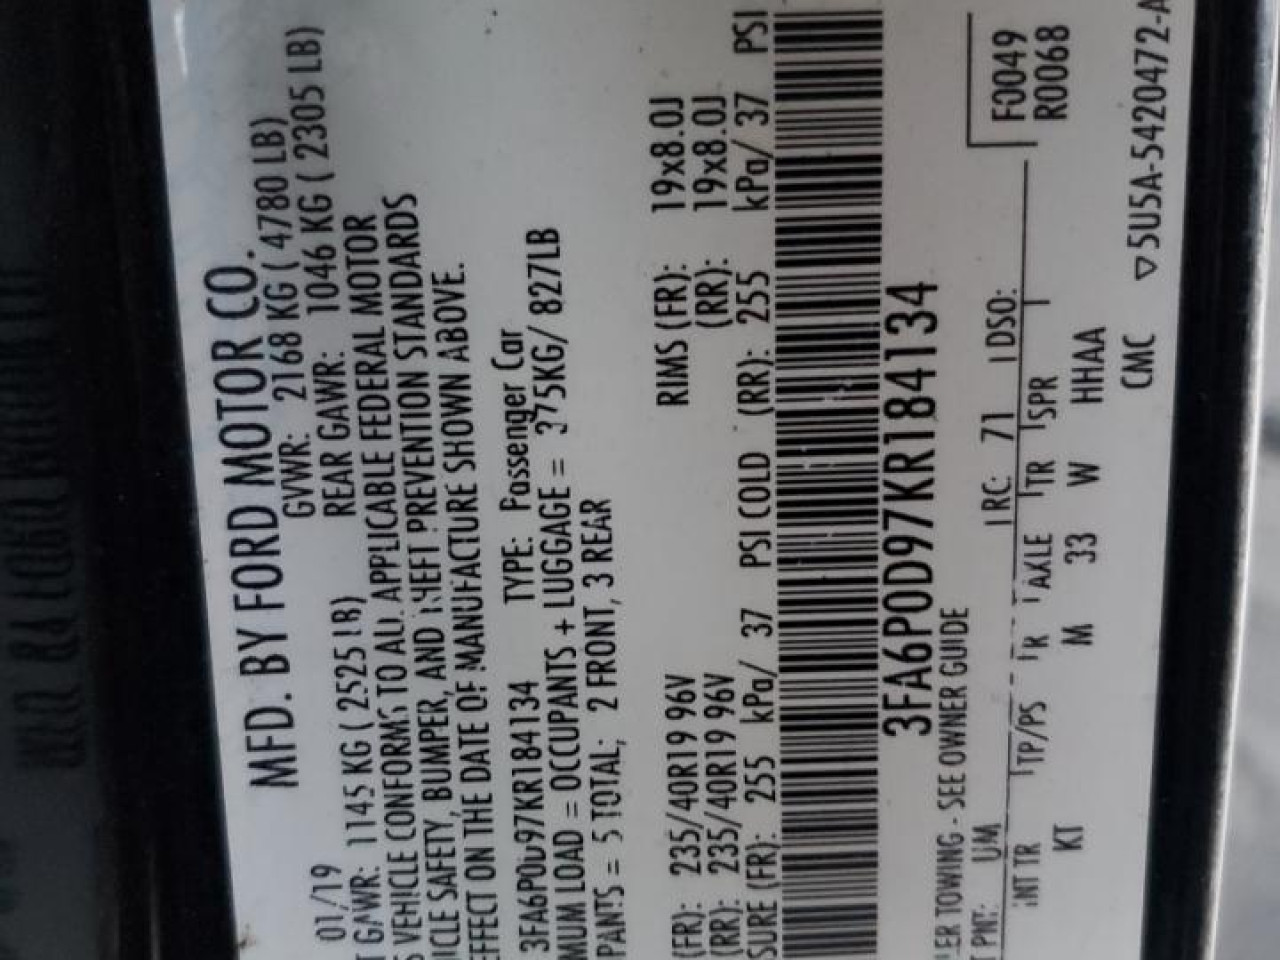 MFD. BY FORD MOTOR CO.
01/19 GVWR: 2168 KG ( 4780 LB)
GAWR: 1145 KG ( 2525 LB) REAR GAWR: 1046 KG ( 2305 LB)
VEHICLE CONFORMS TO ALL APPLICABLE FEDERAL MOTOR
ICLE SAFETY, BUMPER, AND THEFT PREVENTION STANDARDS
EFFECT ON THE DATE OF MANUFACTURE SHOWN ABOVE.
3FA6P0D97KR184134 TYPE: Passenger Car
MUM LOAD = OCCUPANTS + LUGGAGE = 375KG/ 827LB
PANTS = 5 TOTAL; 2 FRONT, 3 REAR
(FR): 235/40R19 96V RIMS (FR): 19x8.0J
(RR): 235/40R19 96V (RR): 19x8.0J
SURE (FR): 255 kPa/ 37 PSI COLD (RR): 255 kPa/ 37 PSI
3FA6P0D97KR184134
LER TOWING - SEE OWNER GUIDE
PNT: UM RC: 71 DSO: F0049
R0068
INT TR TP/PS R AXLE TR SPR
KT M 33 W HHAA
CMC ▽5U5A-5420472-A